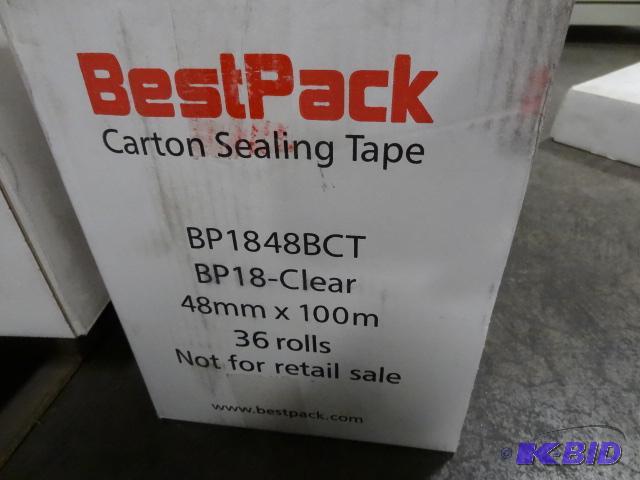 BestPack
Carton Sealing Tape
BP1848BCT
BP18-Clear
48mm x 100m
36 rolls
Not for retail sale
www.bestpack.com
© K-BID